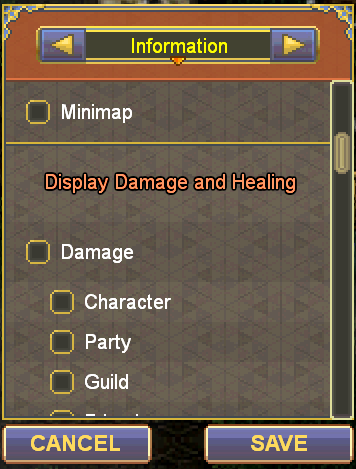 Information
Minimap
Display Damage and Healing
Damage
Character
Party
Guild
CANCEL
SAVE